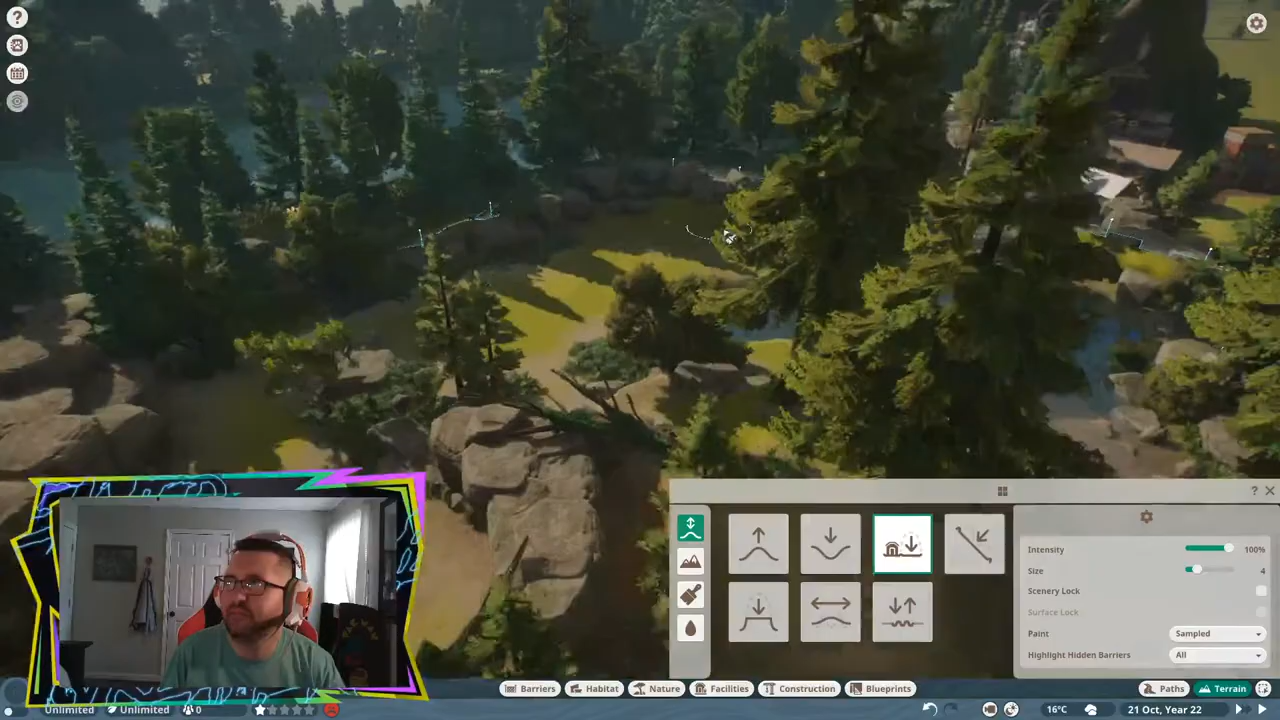 ?
? ×
Intensity 100%
Size 4
Scenery Lock
Surface Lock
Paint Sampled
Highlight Hidden Barriers All
Barriers Habitat Nature Facilities Construction Blueprints Paths Terrain
Unlimited Unlimited 0 16°C 21 Oct, Year 22